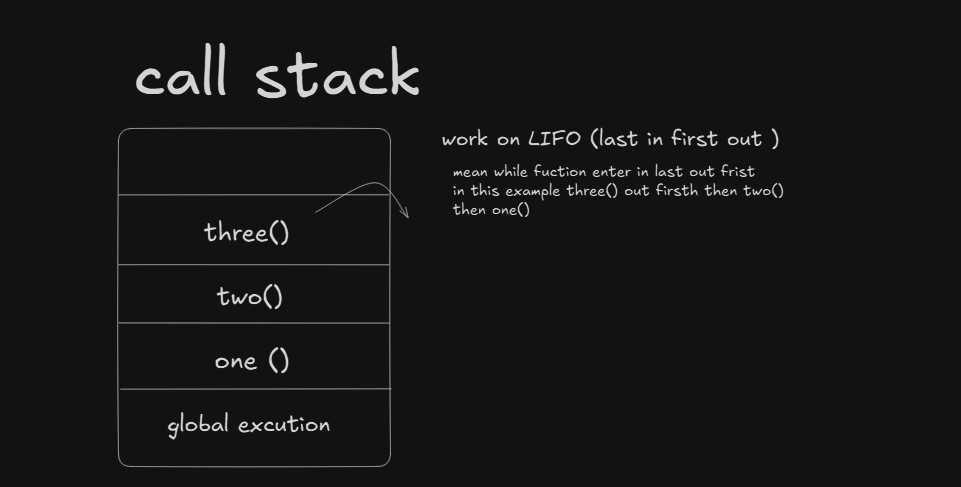 call stack
work on LIFO (last in first out )
mean while fuction enter in last out frist
in this example three() out firsth then two()
then one()
three()
two()
one ()
global excution